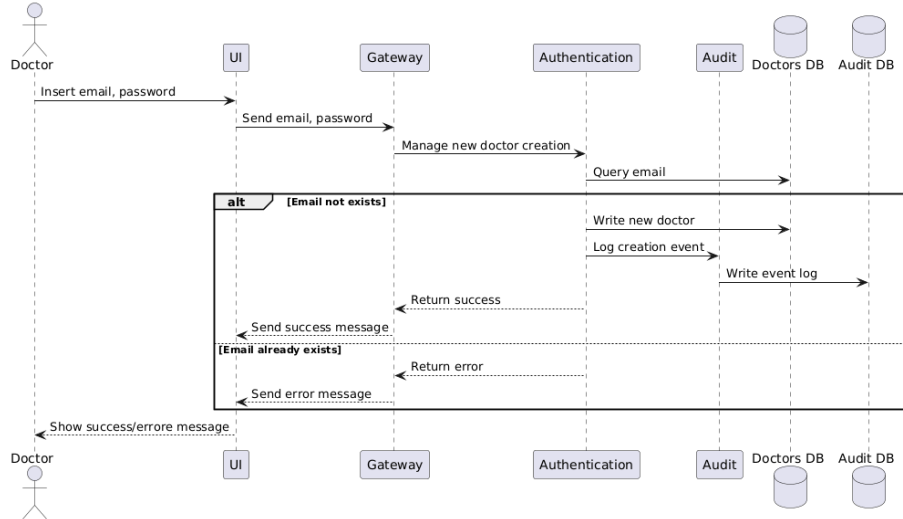 Doctor
UI
Gateway
Authentication
Audit
Doctors DB
Audit DB
Insert email, password
Send email, password
Manage new doctor creation
Query email
alt
[Email not exists]
Write new doctor
Log creation event
Write event log
Return success
Send success message
[Email already exists]
Return error
Send error message
Show success/errore message
Doctor
UI
Gateway
Authentication
Audit
Doctors DB
Audit DB